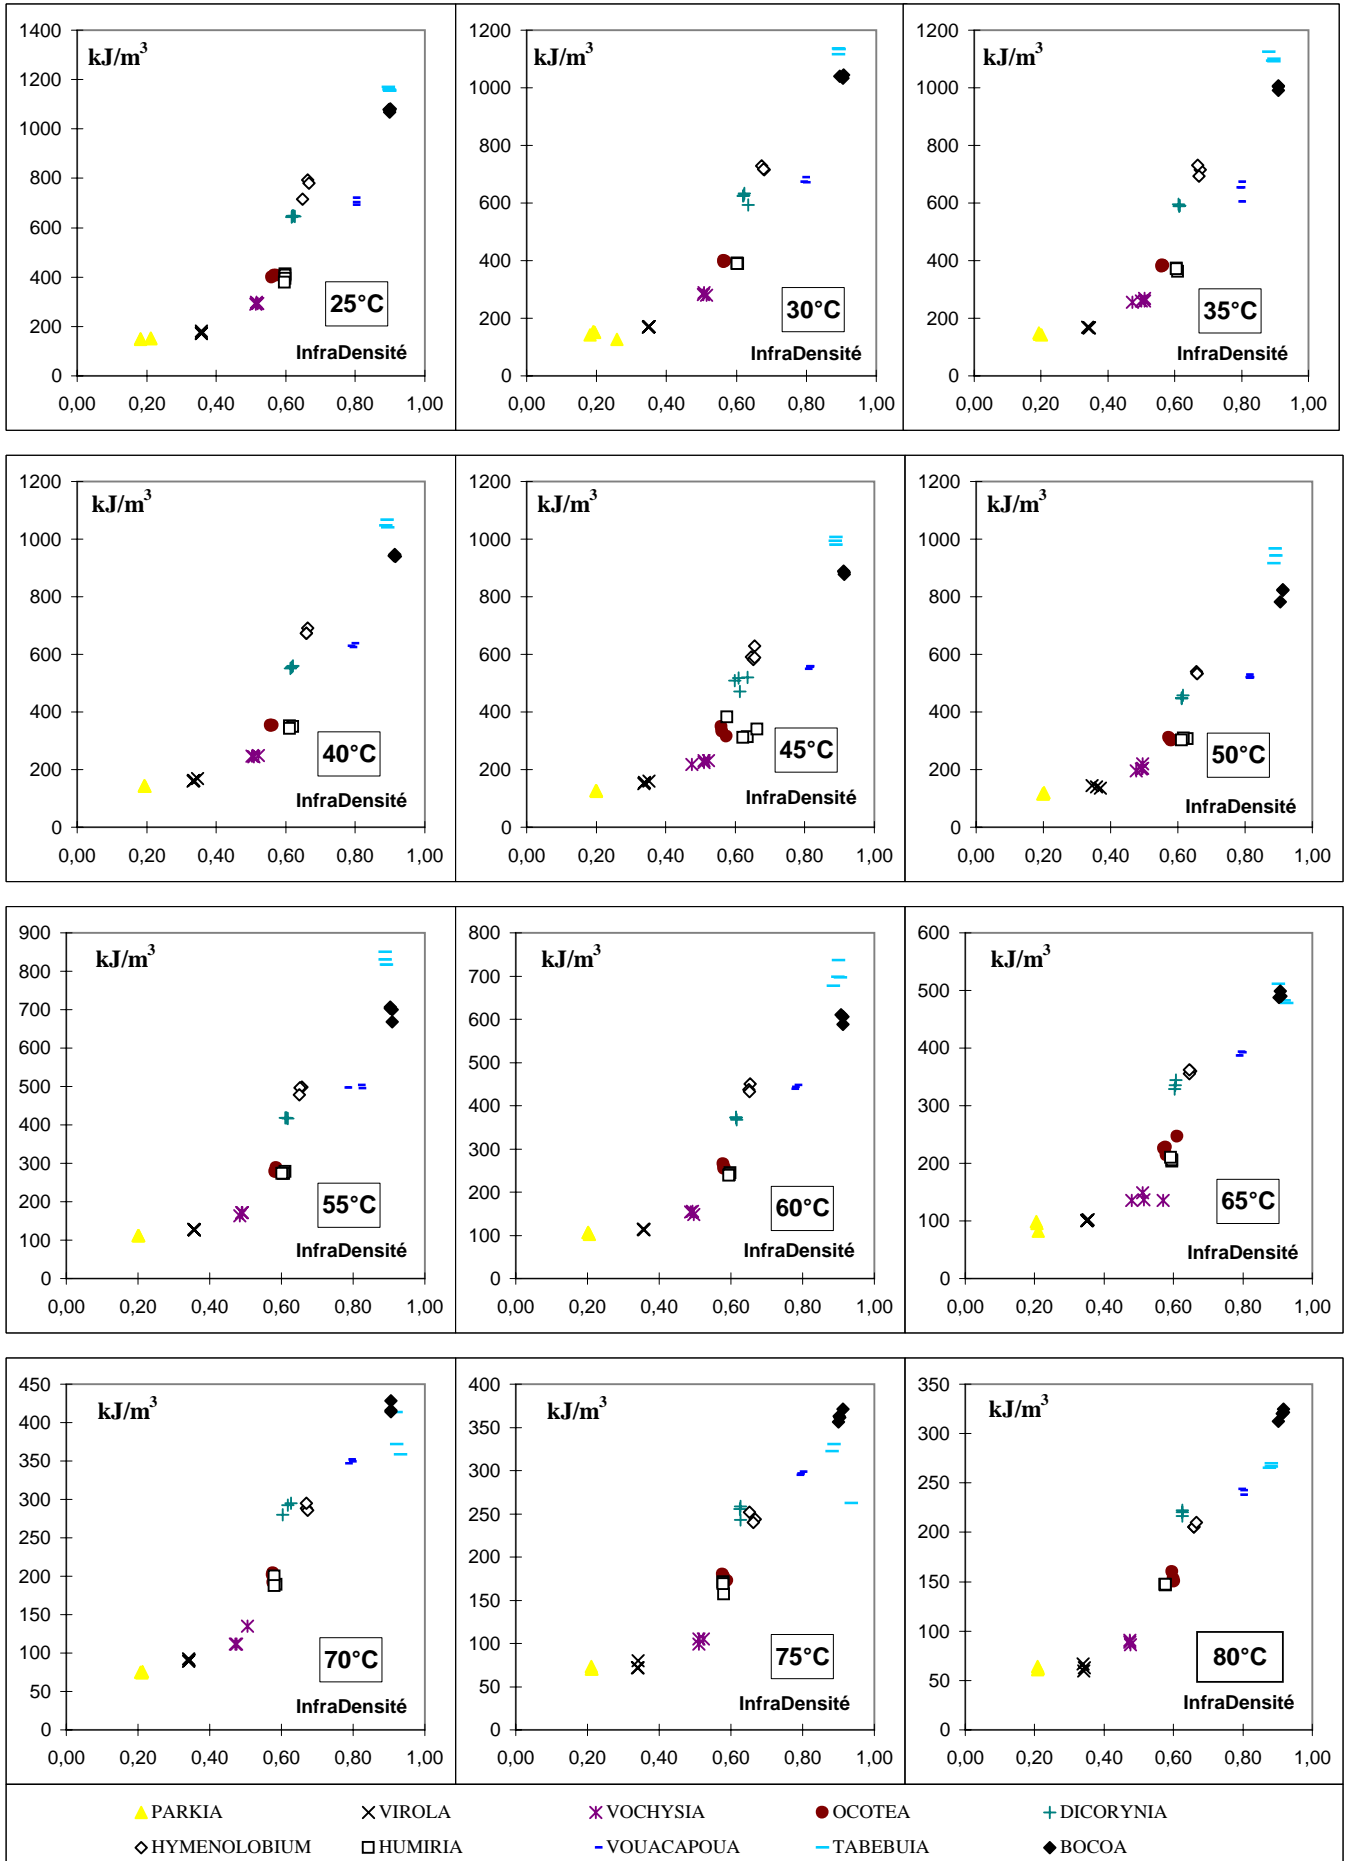 kJ/m³
1400
1200
1000
800
600
400
200
0
0,00 0,20 0,40 0,60 0,80 1,00
25°C
InfraDensité
kJ/m³
1200
1000
800
600
400
200
0
0,00 0,20 0,40 0,60 0,80 1,00
30°C
InfraDensité
kJ/m³
1200
1000
800
600
400
200
0
0,00 0,20 0,40 0,60 0,80 1,00
35°C
InfraDensité
kJ/m³
1200
1000
800
600
400
200
0
0,00 0,20 0,40 0,60 0,80 1,00
40°C
InfraDensité
kJ/m³
1200
1000
800
600
400
200
0
0,00 0,20 0,40 0,60 0,80 1,00
45°C
InfraDensité
kJ/m³
1200
1000
800
600
400
200
0
0,00 0,20 0,40 0,60 0,80 1,00
50°C
InfraDensité
kJ/m³
900
800
700
600
500
400
300
200
100
0
0,00 0,20 0,40 0,60 0,80 1,00
55°C
InfraDensité
kJ/m³
800
700
600
500
400
300
200
100
0
0,00 0,20 0,40 0,60 0,80 1,00
60°C
InfraDensité
kJ/m³
600
500
400
300
200
100
0
0,00 0,20 0,40 0,60 0,80 1,00
65°C
InfraDensité
kJ/m³
450
400
350
300
250
200
150
100
50
0
0,00 0,20 0,40 0,60 0,80 1,00
70°C
InfraDensité
kJ/m³
400
350
300
250
200
150
100
50
0
0,00 0,20 0,40 0,60 0,80 1,00
75°C
InfraDensité
kJ/m³
350
300
250
200
150
100
50
0
0,00 0,20 0,40 0,60 0,80 1,00
80°C
InfraDensité
PARKIA VIROLA VOCHYSIA OCOTEA DICORYNIA
HYMENOLOBIUM HUMIRIA VOUACAPOUA TABEBUIA BOCOA